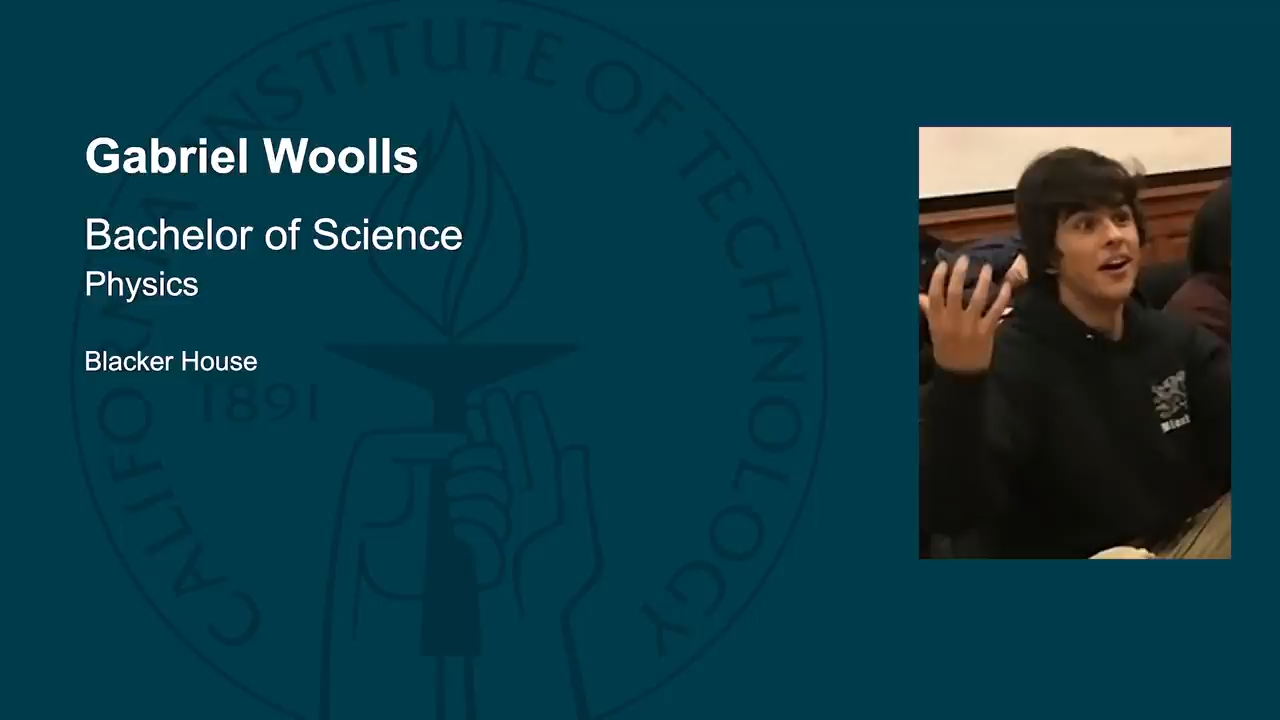 Gabriel Woolls
Bachelor of Science
Physics
Blacker House
CALIFORNIA INSTITUTE OF TECHNOLOGY
1891